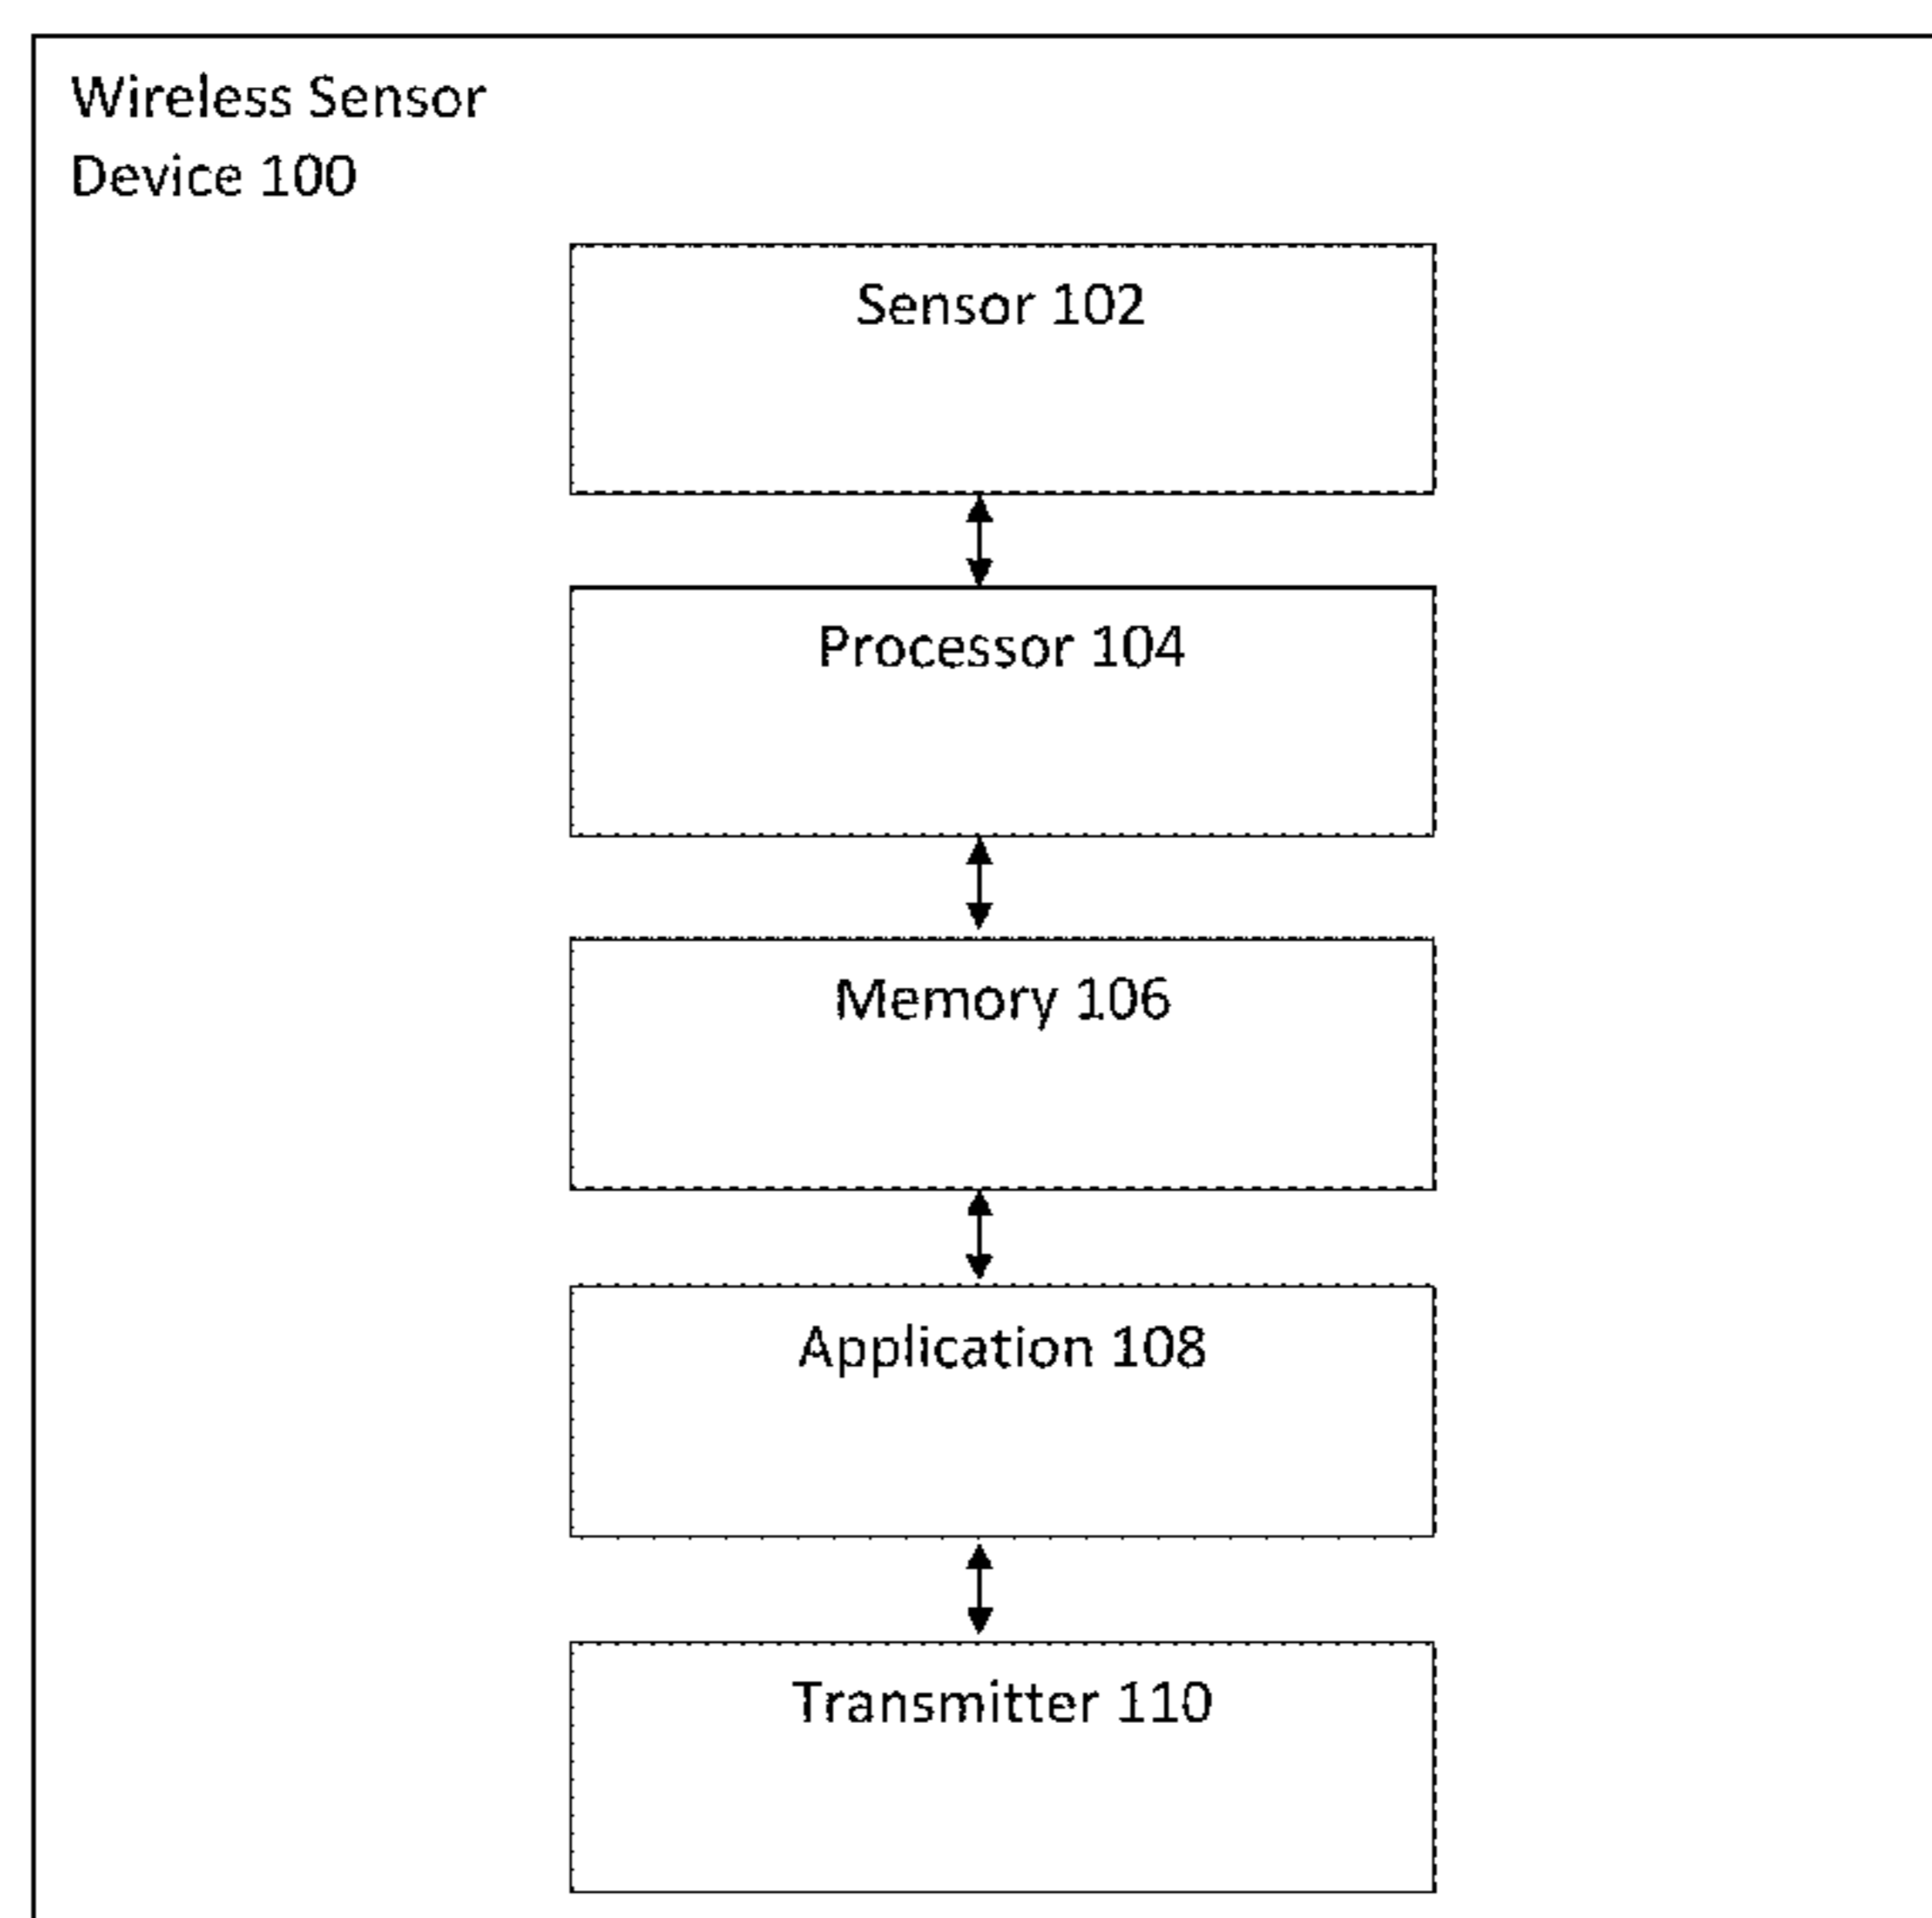 Wireless Sensor
Device 100
Sensor 102
Processor 104
Memory 106
Application 108
Transmitter 110